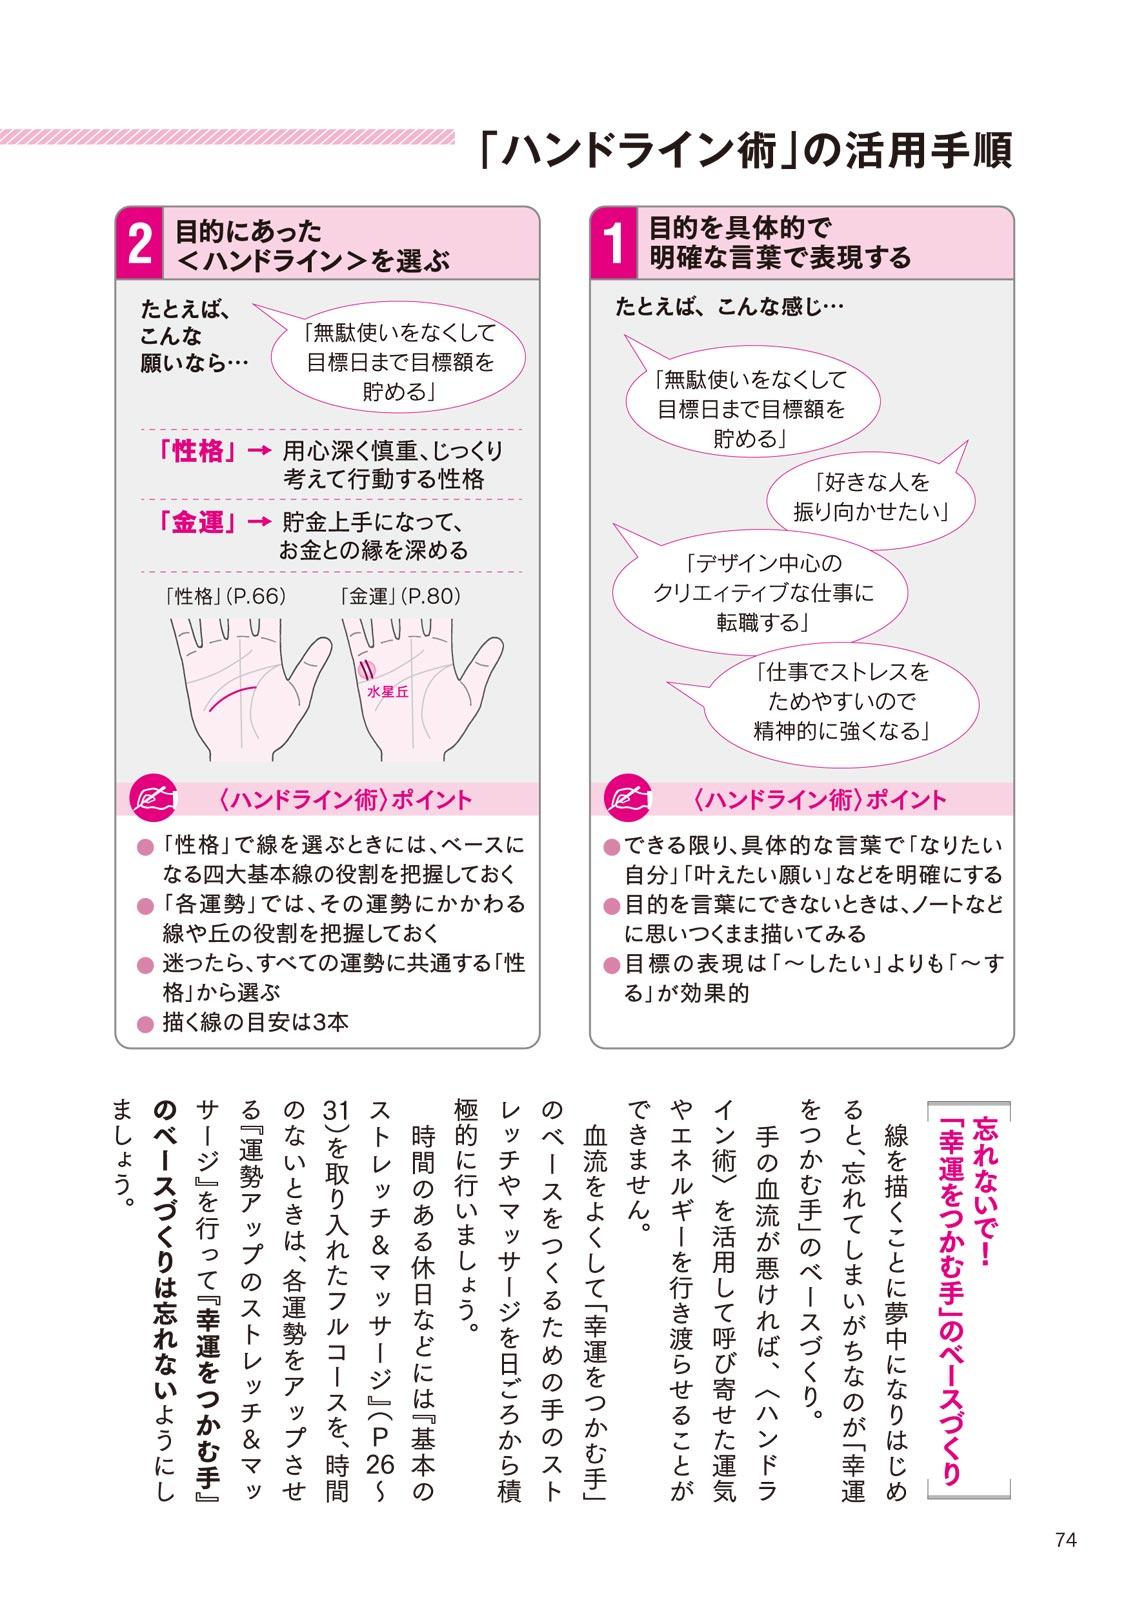 「ハンドライン術」の活用手順
1
目的を具体的で
明確な言葉で表現する
たとえば、こんな感じ…
「無駄使いをなくして
目標日まで目標額を
貯める」
「好きな人を
振り向かせたい」
「デザイン中心の
クリエィティブな仕事に
転職する」
「仕事でストレスを
ためやすいので
精神的に強くなる」
〈ハンドライン術〉ポイント
●できる限り、具体的な言葉で「なりたい
自分」「叶えたい願い」などを明確にする
●目的を言葉にできないときは、ノートなど
に思いつくまま描いてみる
●目標の表現は「〜したい」よりも「〜す
る」が効果的
2
目的にあった
＜ハンドライン＞を選ぶ
たとえば、
こんな
願いなら…
「無駄使いをなくして
目標日まで目標額を
貯める」
「性格」→ 用心深く慎重、じっくり
考えて行動する性格
「金運」→ 貯金上手になって、
お金との縁を深める
「性格」（P.66）
「金運」（P.80）
水星丘
〈ハンドライン術〉ポイント
●「性格」で線を選ぶときには、ベースに
なる四大基本線の役割を把握しておく
●「各運勢」では、その運勢にかかわる
線や丘の役割を把握しておく
●迷ったら、すべての運勢に共通する「性
格」から選ぶ
●描く線の目安は3本
忘れないで！
「幸運をつかむ手」のベースづくり
線を描くことに夢中になりはじめ
ると、忘れてしまいがちなのが「幸運
をつかむ手」のベースづくり。
手の血流が悪ければ、〈ハンドラ
イン術〉を活用して呼び寄せた運気
やエネルギーを行き渡らせることが
できません。
血流をよくして「幸運をつかむ手」
のベースをつくるための手のスト
レッチやマッサージを日ごろから積
極的に行いましょう。
時間のある休日などには『基本の
ストレッチ＆マッサージ』（P26〜
31）を取り入れたフルコースを、時間
のないときは、各運勢をアップさせ
る『運勢アップのストレッチ＆マッ
サージ』を行って『幸運をつかむ手』
のベースづくりは忘れないようにし
ましょう。
74